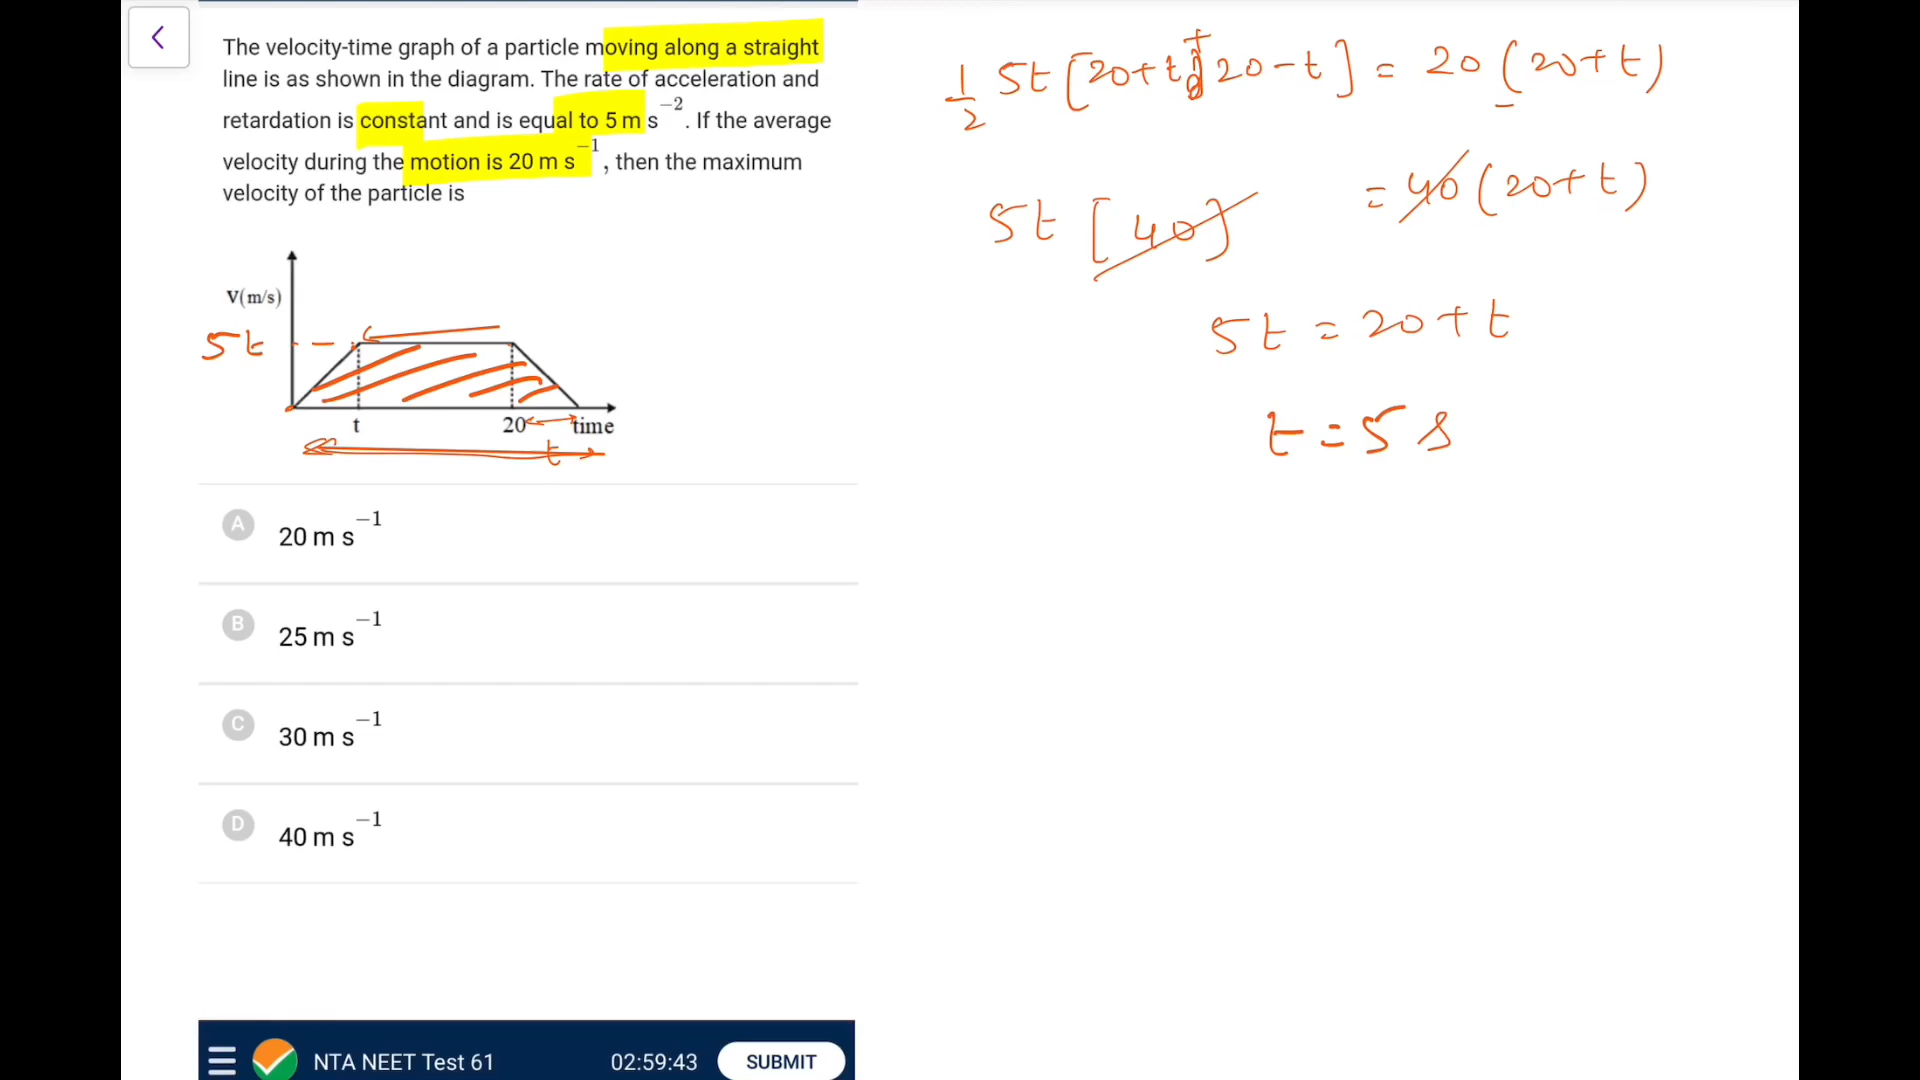 The velocity-time graph of a particle moving along a straight
line is as shown in the diagram. The rate of acceleration and
retardation is constant and is equal to 5 m s⁻². If the average
velocity during the motion is 20 m s⁻¹, then the maximum
velocity of the particle is
V(m/s)
5t
t
20
time
t
A
20 m s⁻¹
B
25 m s⁻¹
C
30 m s⁻¹
D
40 m s⁻¹
NTA NEET Test 61
02:59:43
SUBMIT
1/2 5t [20+t+20-t] = 20 (20+t)
5t [40] = 40 (20+t)
5t = 20+t
t = 5 s